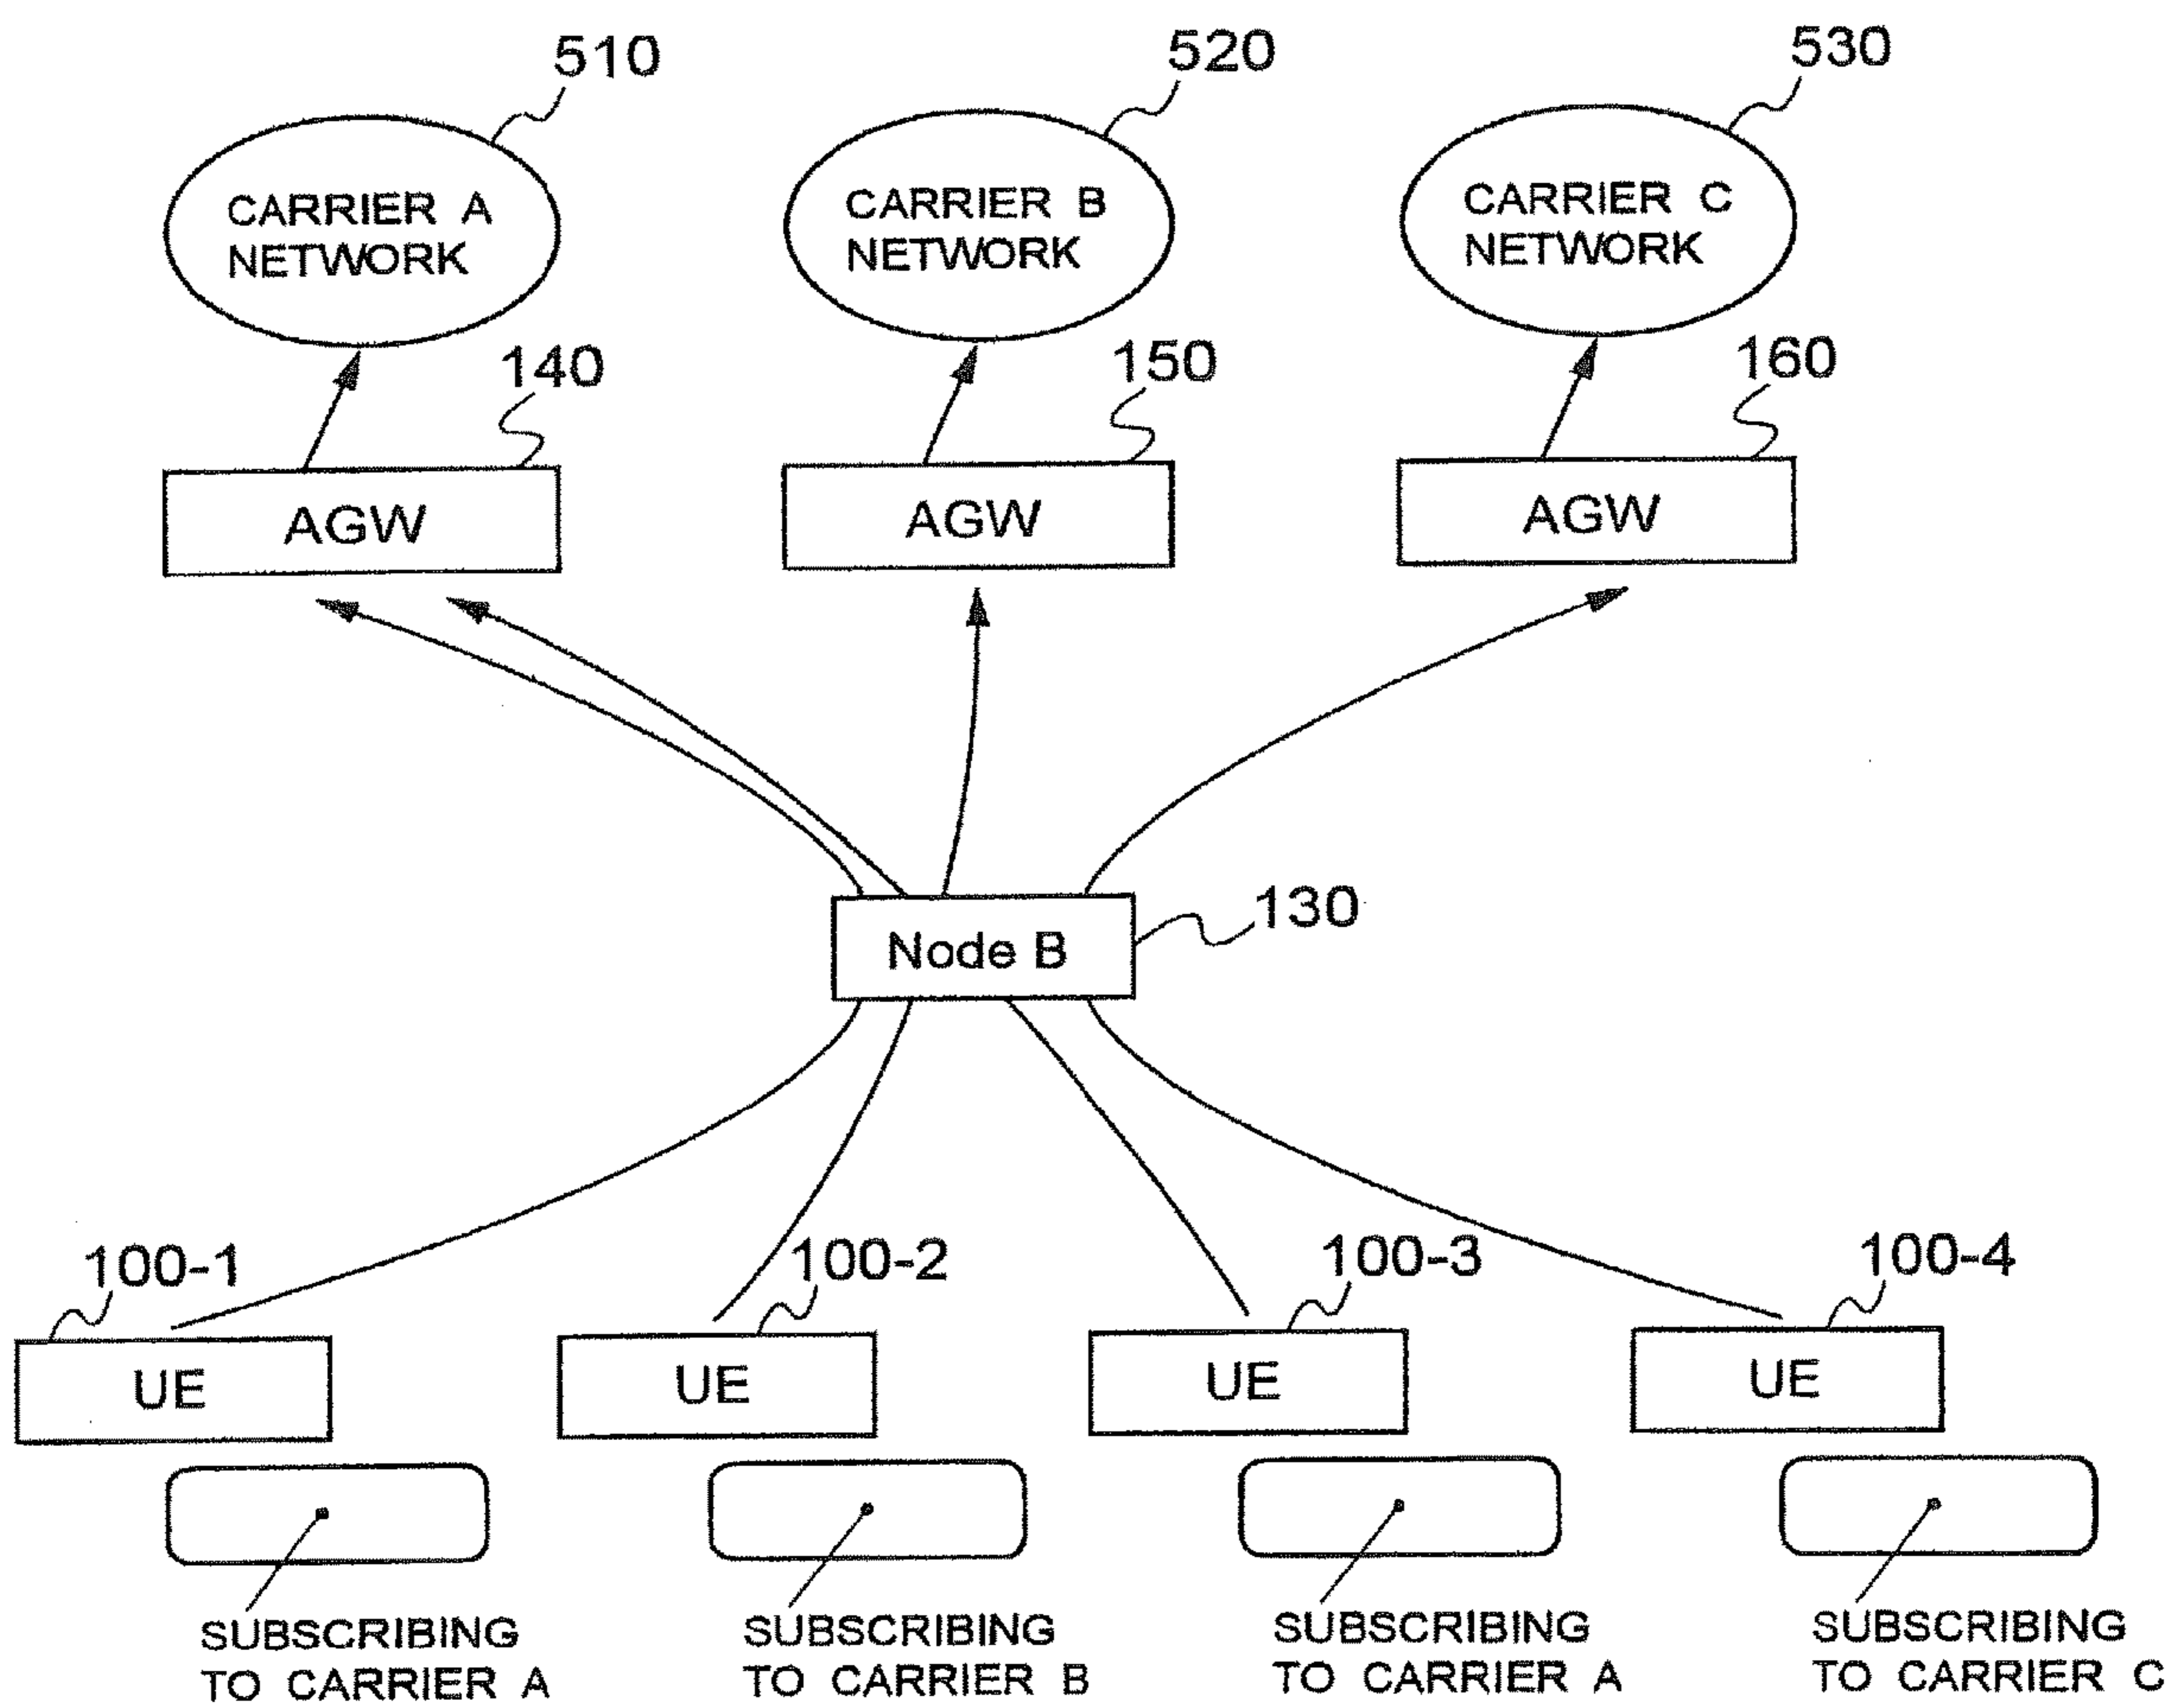 510
520
530
CARRIER A
NETWORK
CARRIER B
NETWORK
CARRIER C
NETWORK
140
150
160
AGW
AGW
AGW
130
Node B
100-1
100-2
100-3
100-4
UE
UE
UE
UE
SUBSCRIBING
TO CARRIER A
SUBSCRIBING
TO CARRIER B
SUBSCRIBING
TO CARRIER A
SUBSCRIBING
TO CARRIER C